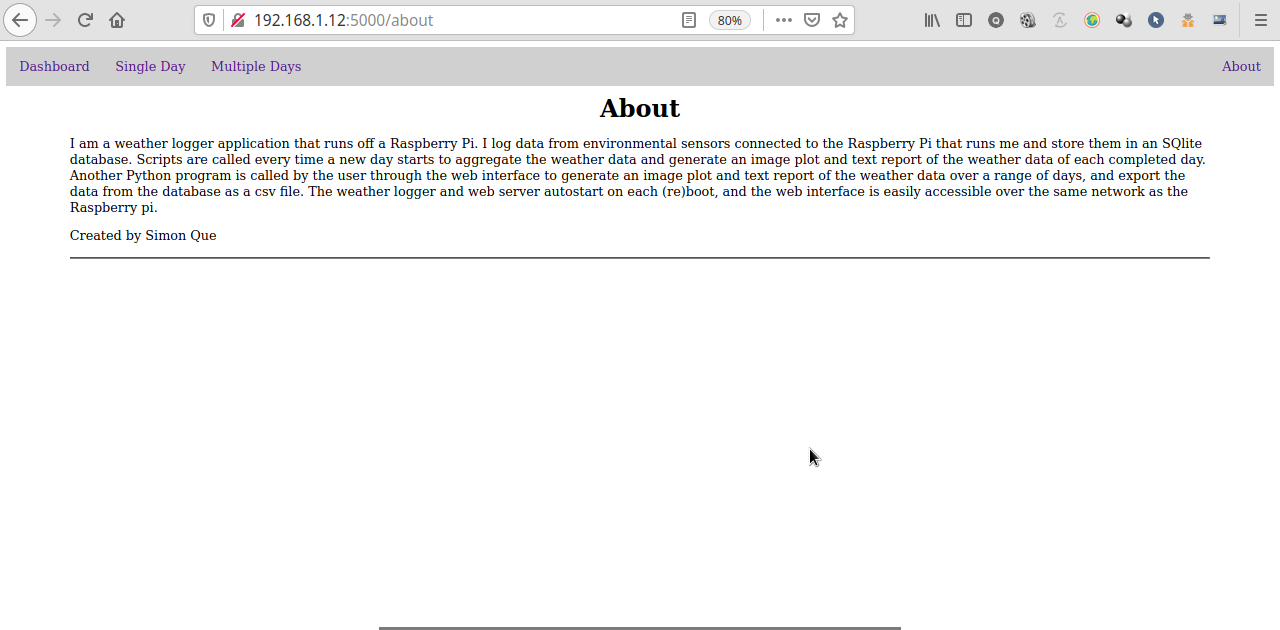 192.168.1.12:5000/about
80%
Dashboard Single Day Multiple Days About
About
I am a weather logger application that runs off a Raspberry Pi. I log data from environmental sensors connected to the Raspberry Pi that runs me and store them in an SQlite
database. Scripts are called every time a new day starts to aggregate the weather data and generate an image plot and text report of the weather data of each completed day.
Another Python program is called by the user through the web interface to generate an image plot and text report of the weather data over a range of days, and export the
data from the database as a csv file. The weather logger and web server autostart on each (re)boot, and the web interface is easily accessible over the same network as the
Raspberry pi.
Created by Simon Que